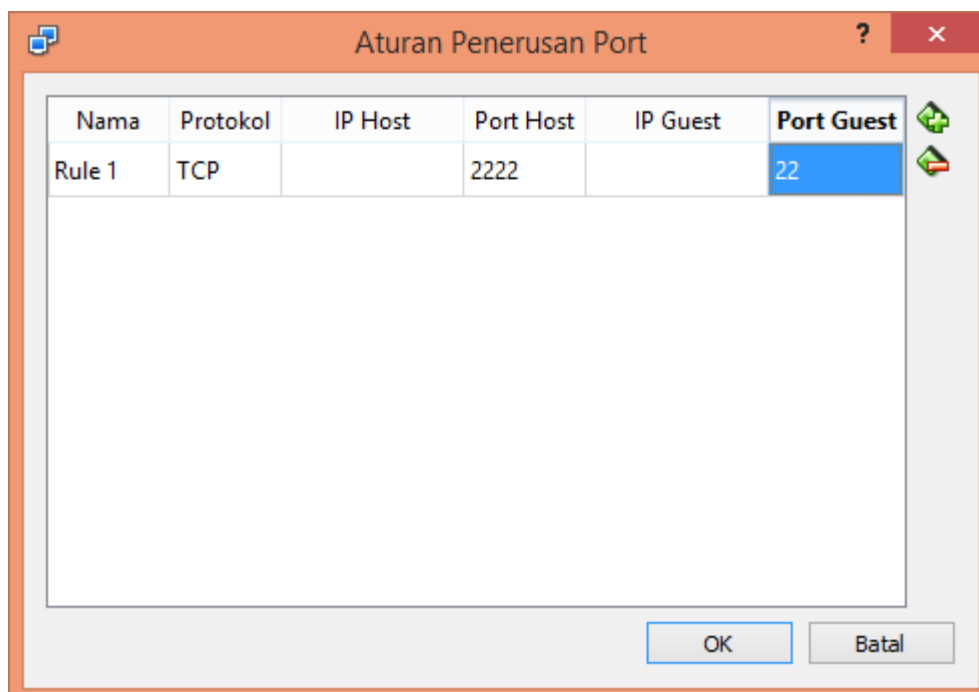 Aturan Penerusan Port
?
Nama Protokol IP Host Port Host IP Guest Port Guest
Rule 1 TCP 2222 22
OK Batal